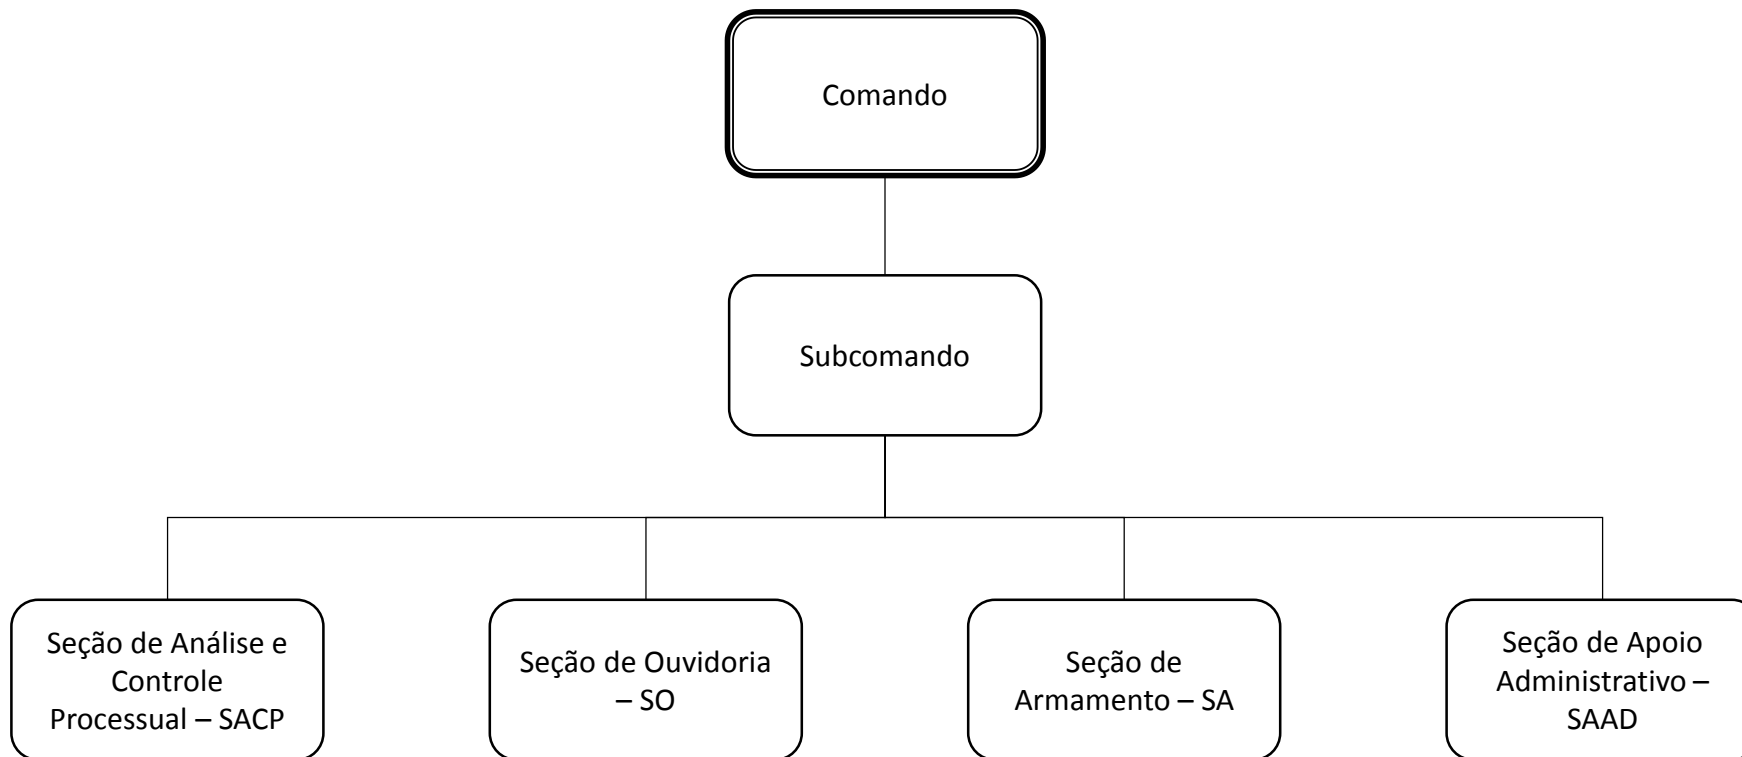 Comando
Subcomando
Seção de Análise e
Controle
Processual – SACP
Seção de Ouvidoria
– SO
Seção de
Armamento – SA
Seção de Apoio
Administrativo –
SAAD